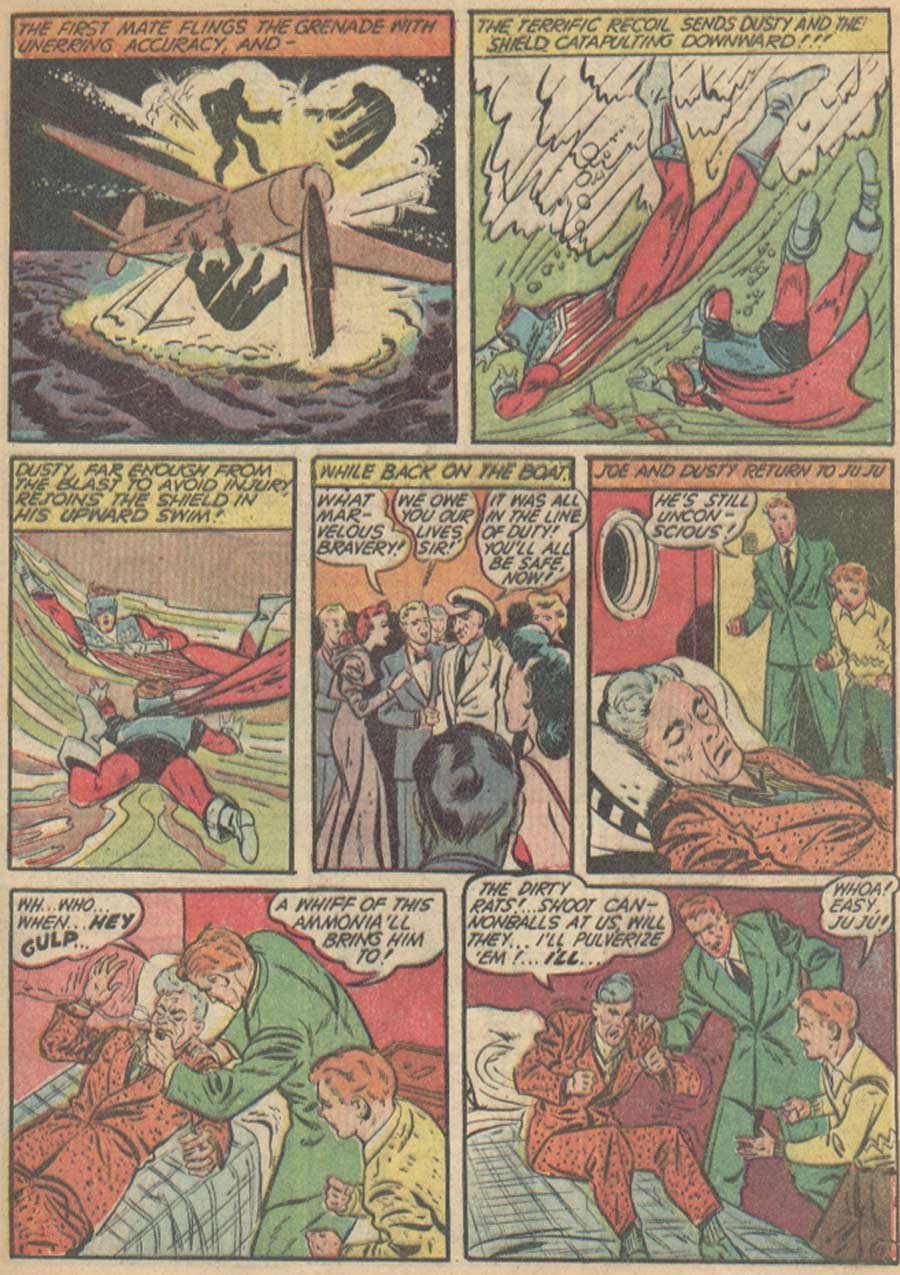 THE FIRST MATE FLINGS THE GRENADE WITH
UNERRING ACCURACY, AND-
THE TERRIFIC RECOIL SENDS DUSTY AND THE
SHIELD CATAPULTING DOWNWARD!!!
DUSTY, FAR ENOUGH FROM
THE BLAST TO AVOID INJURY,
REJOINS THE SHIELD IN
HIS UPWARD SWIM!
WHILE BACK ON THE BOAT,
WHAT
MAR-
VELOUS
BRAVERY!
WE OWE
YOU OUR
LIVES
SIR!
IT WAS ALL
IN THE LINE
OF DUTY!
YOU'LL ALL
BE SAFE,
NOW!
JOE AND DUSTY RETURN TO JU JU
HE'S STILL
UNCON-
SCIOUS!
WH...WHO...
WHEN...HEY
GULP...
A WHIFF OF THIS
AMMONIA'LL
BRING HIM
TO!
THE DIRTY
RATS!...SHOOT CAN-
NONBALLS AT US, WILL
THEY... I'LL PULVERIZE
'EM!...I'LL...
WHOA!
EASY,
JU JU!